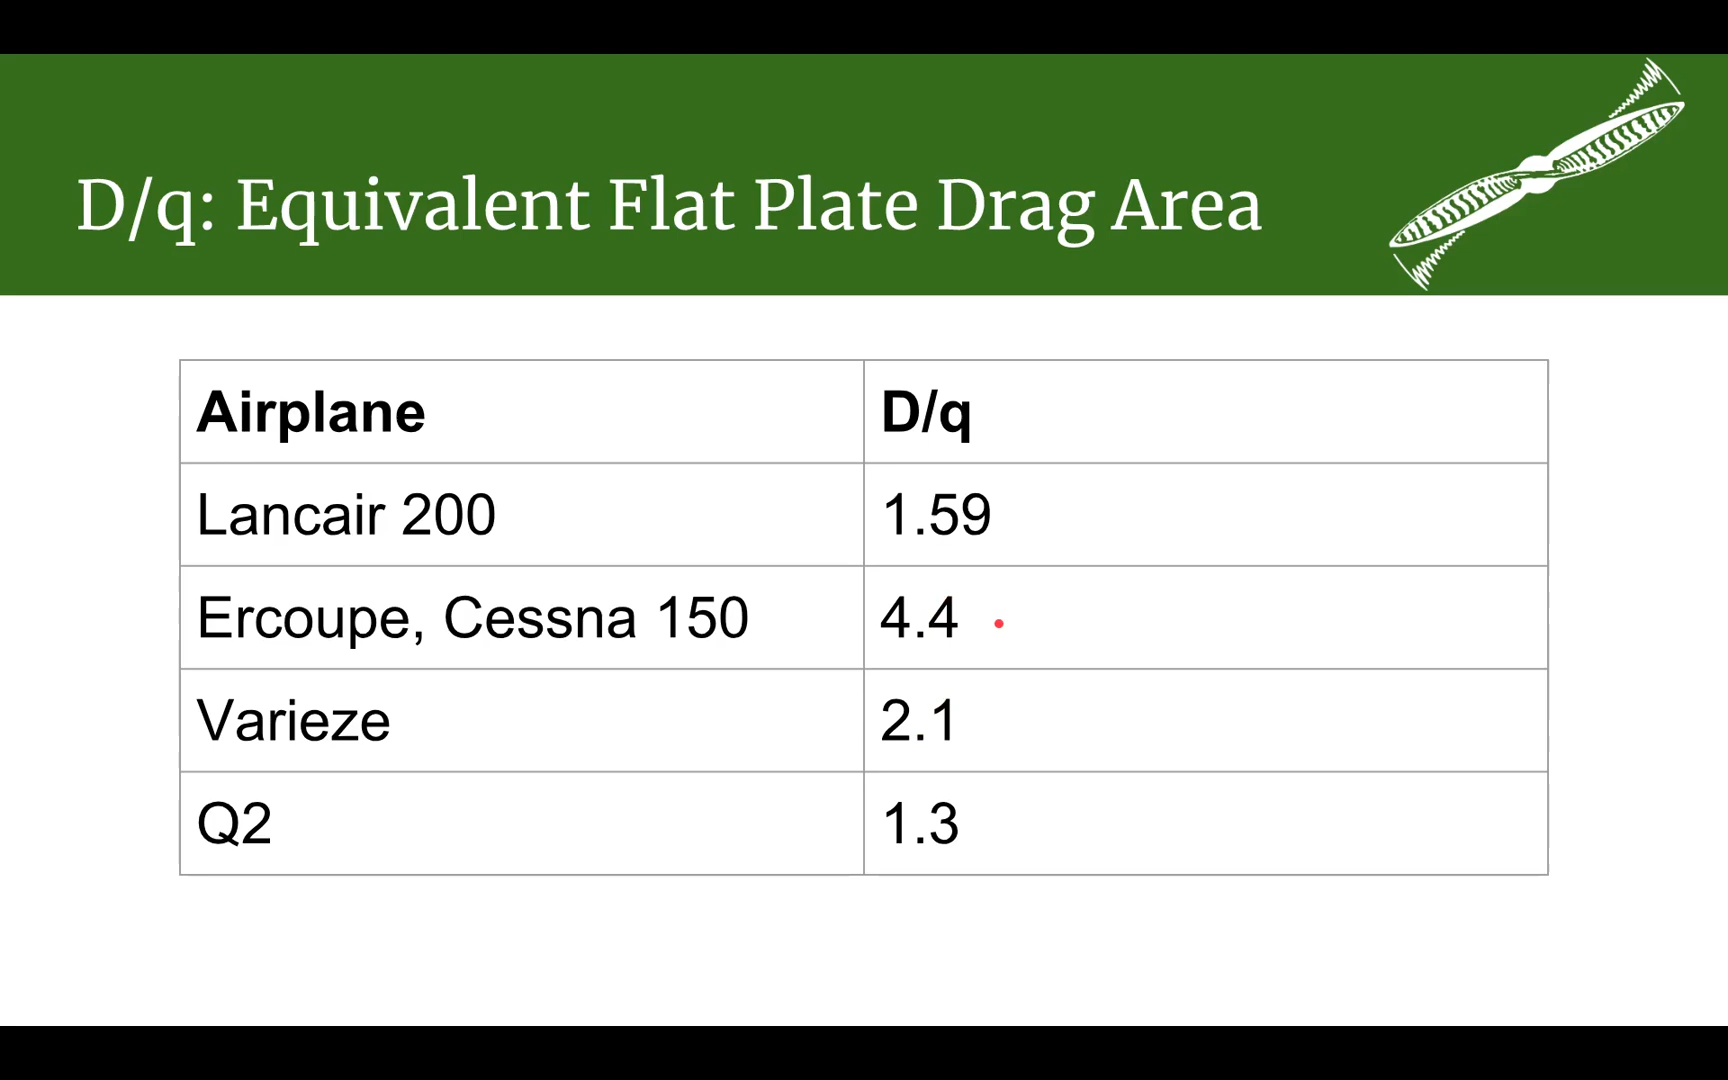 D/q: Equivalent Flat Plate Drag Area
Airplane D/q
Lancair 200 1.59
Ercoupe, Cessna 150 4.4
Varieze 2.1
Q2 1.3